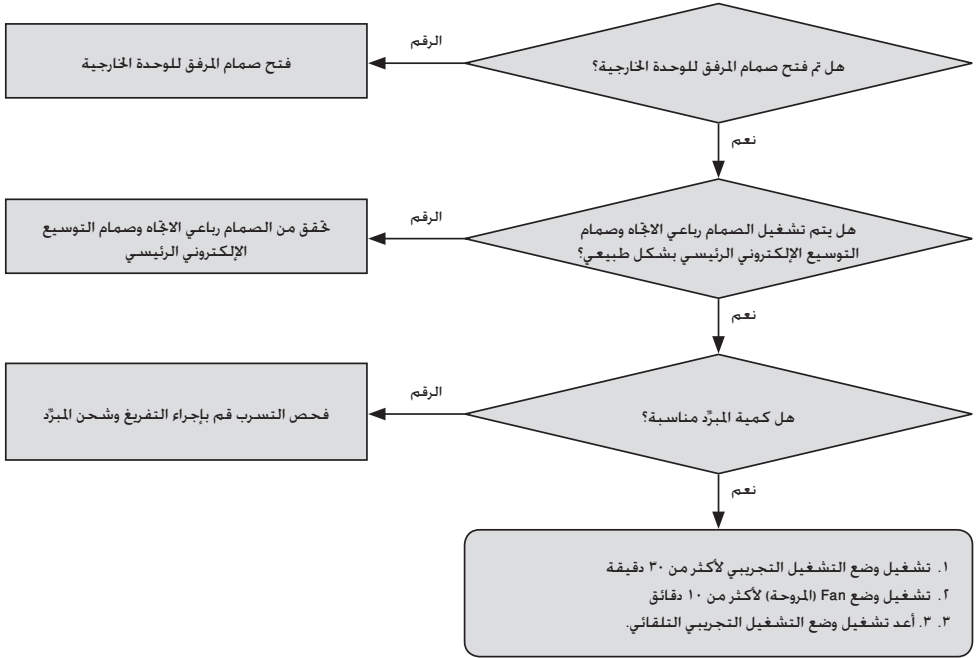 هل تم فتح صمام المرفق للوحدة الخارجية؟
الرقم
فتح صمام المرفق للوحدة الخارجية
نعم
هل يتم تشغيل الصمام رباعي الاتجاه وصمام
التوسيع الإلكتروني الرئيسي بشكل طبيعي؟
الرقم
تحقق من الصمام رباعي الاتجاه وصمام التوسيع
الإلكتروني الرئيسي
نعم
هل كمية المبرّد مناسبة؟
الرقم
فحص التسرب قم بإجراء التفريغ وشحن المبرّد
نعم
١. تشغيل وضع التشغيل التجريبي لأكثر من ٣٠ دقيقة
٢. تشغيل وضع Fan (المروحة) لأكثر من ١٠ دقائق
٣. ٣. أعد تشغيل وضع التشغيل التجريبي التلقائي.